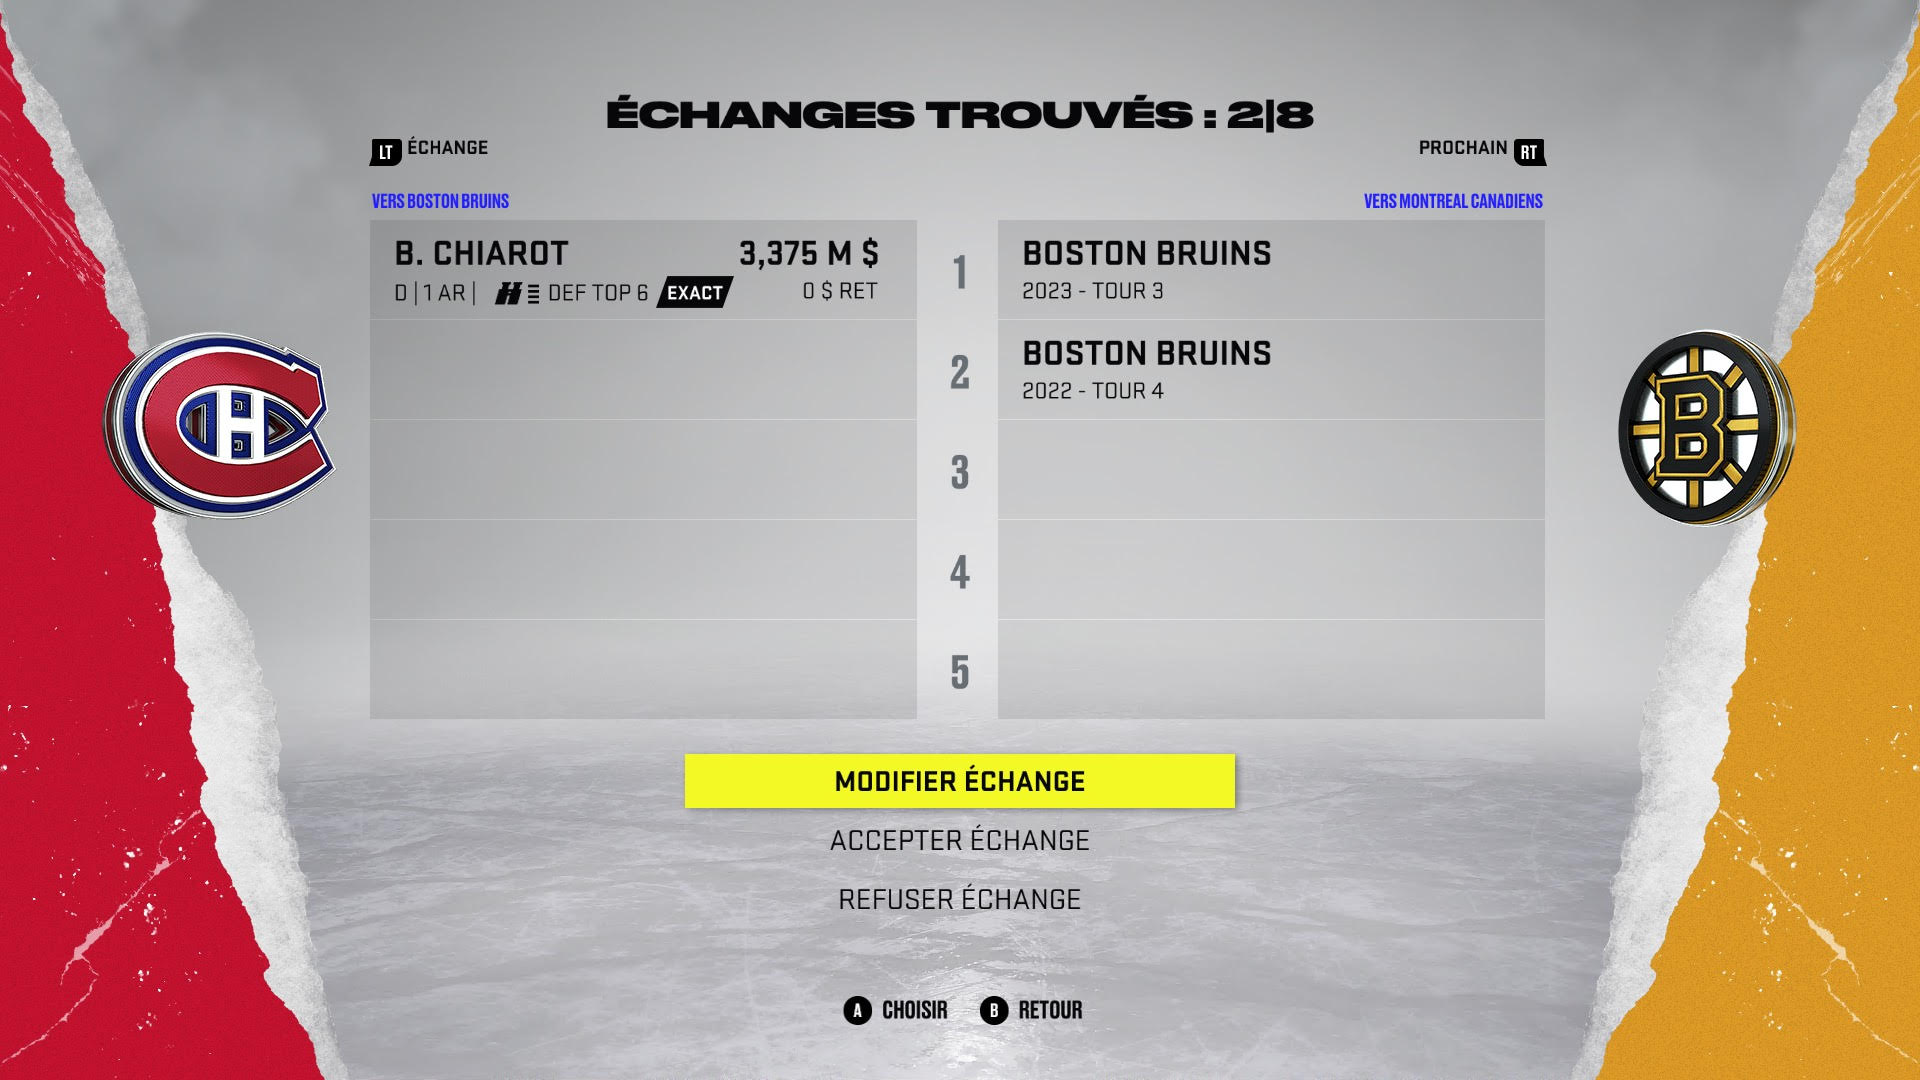 ÉCHANGES TROUVÉS : 2|8
LT ÉCHANGE
PROCHAIN RT
VERS BOSTON BRUINS
VERS MONTREAL CANADIENS
B. CHIAROT 3,375 M $
D | 1 AR | DEF TOP 6 EXACT 0 $ RET
1
BOSTON BRUINS
2023 - TOUR 3
2
BOSTON BRUINS
2022 - TOUR 4
3
4
5
MODIFIER ÉCHANGE
ACCEPTER ÉCHANGE
REFUSER ÉCHANGE
A CHOISIR B RETOUR